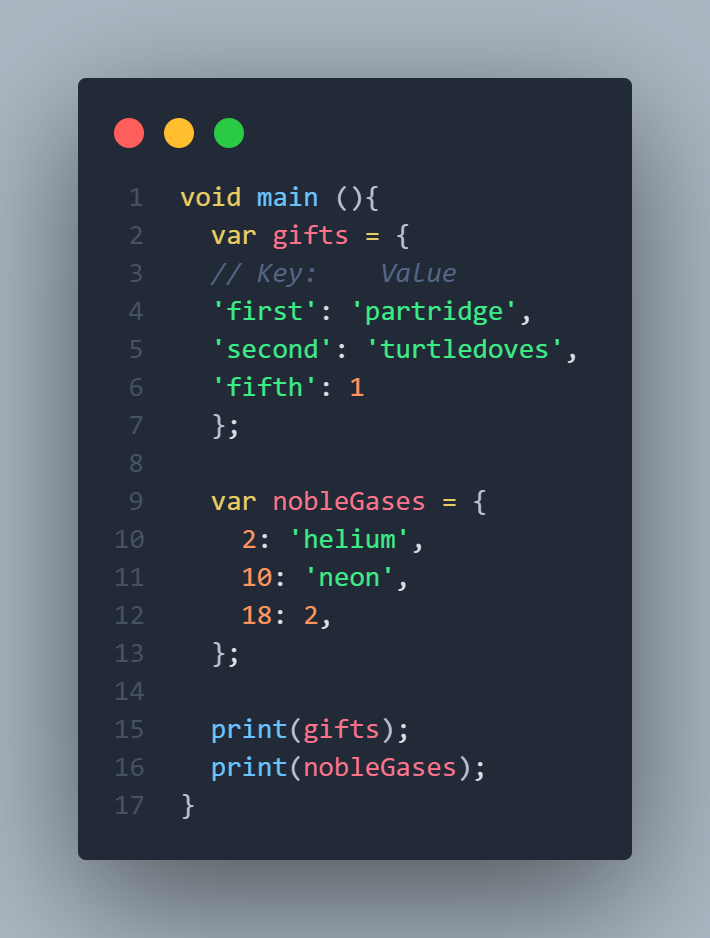 1 void main (){
2   var gifts = {
3   // Key:    Value
4   'first': 'partridge',
5   'second': 'turtledoves',
6   'fifth': 1
7   };
8
9   var nobleGases = {
10     2: 'helium',
11     10: 'neon',
12     18: 2,
13   };
14
15   print(gifts);
16   print(nobleGases);
17 }